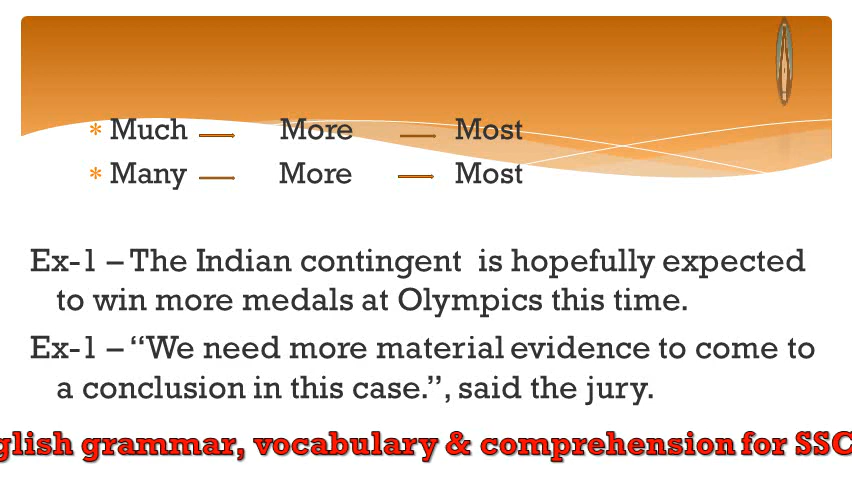 * Much → More → Most
* Many → More → Most
Ex-1 – The Indian contingent is hopefully expected
to win more medals at Olympics this time.
Ex-1 – “We need more material evidence to come to
a conclusion in this case.”, said the jury.
glish grammar, vocabulary & comprehension for SSC